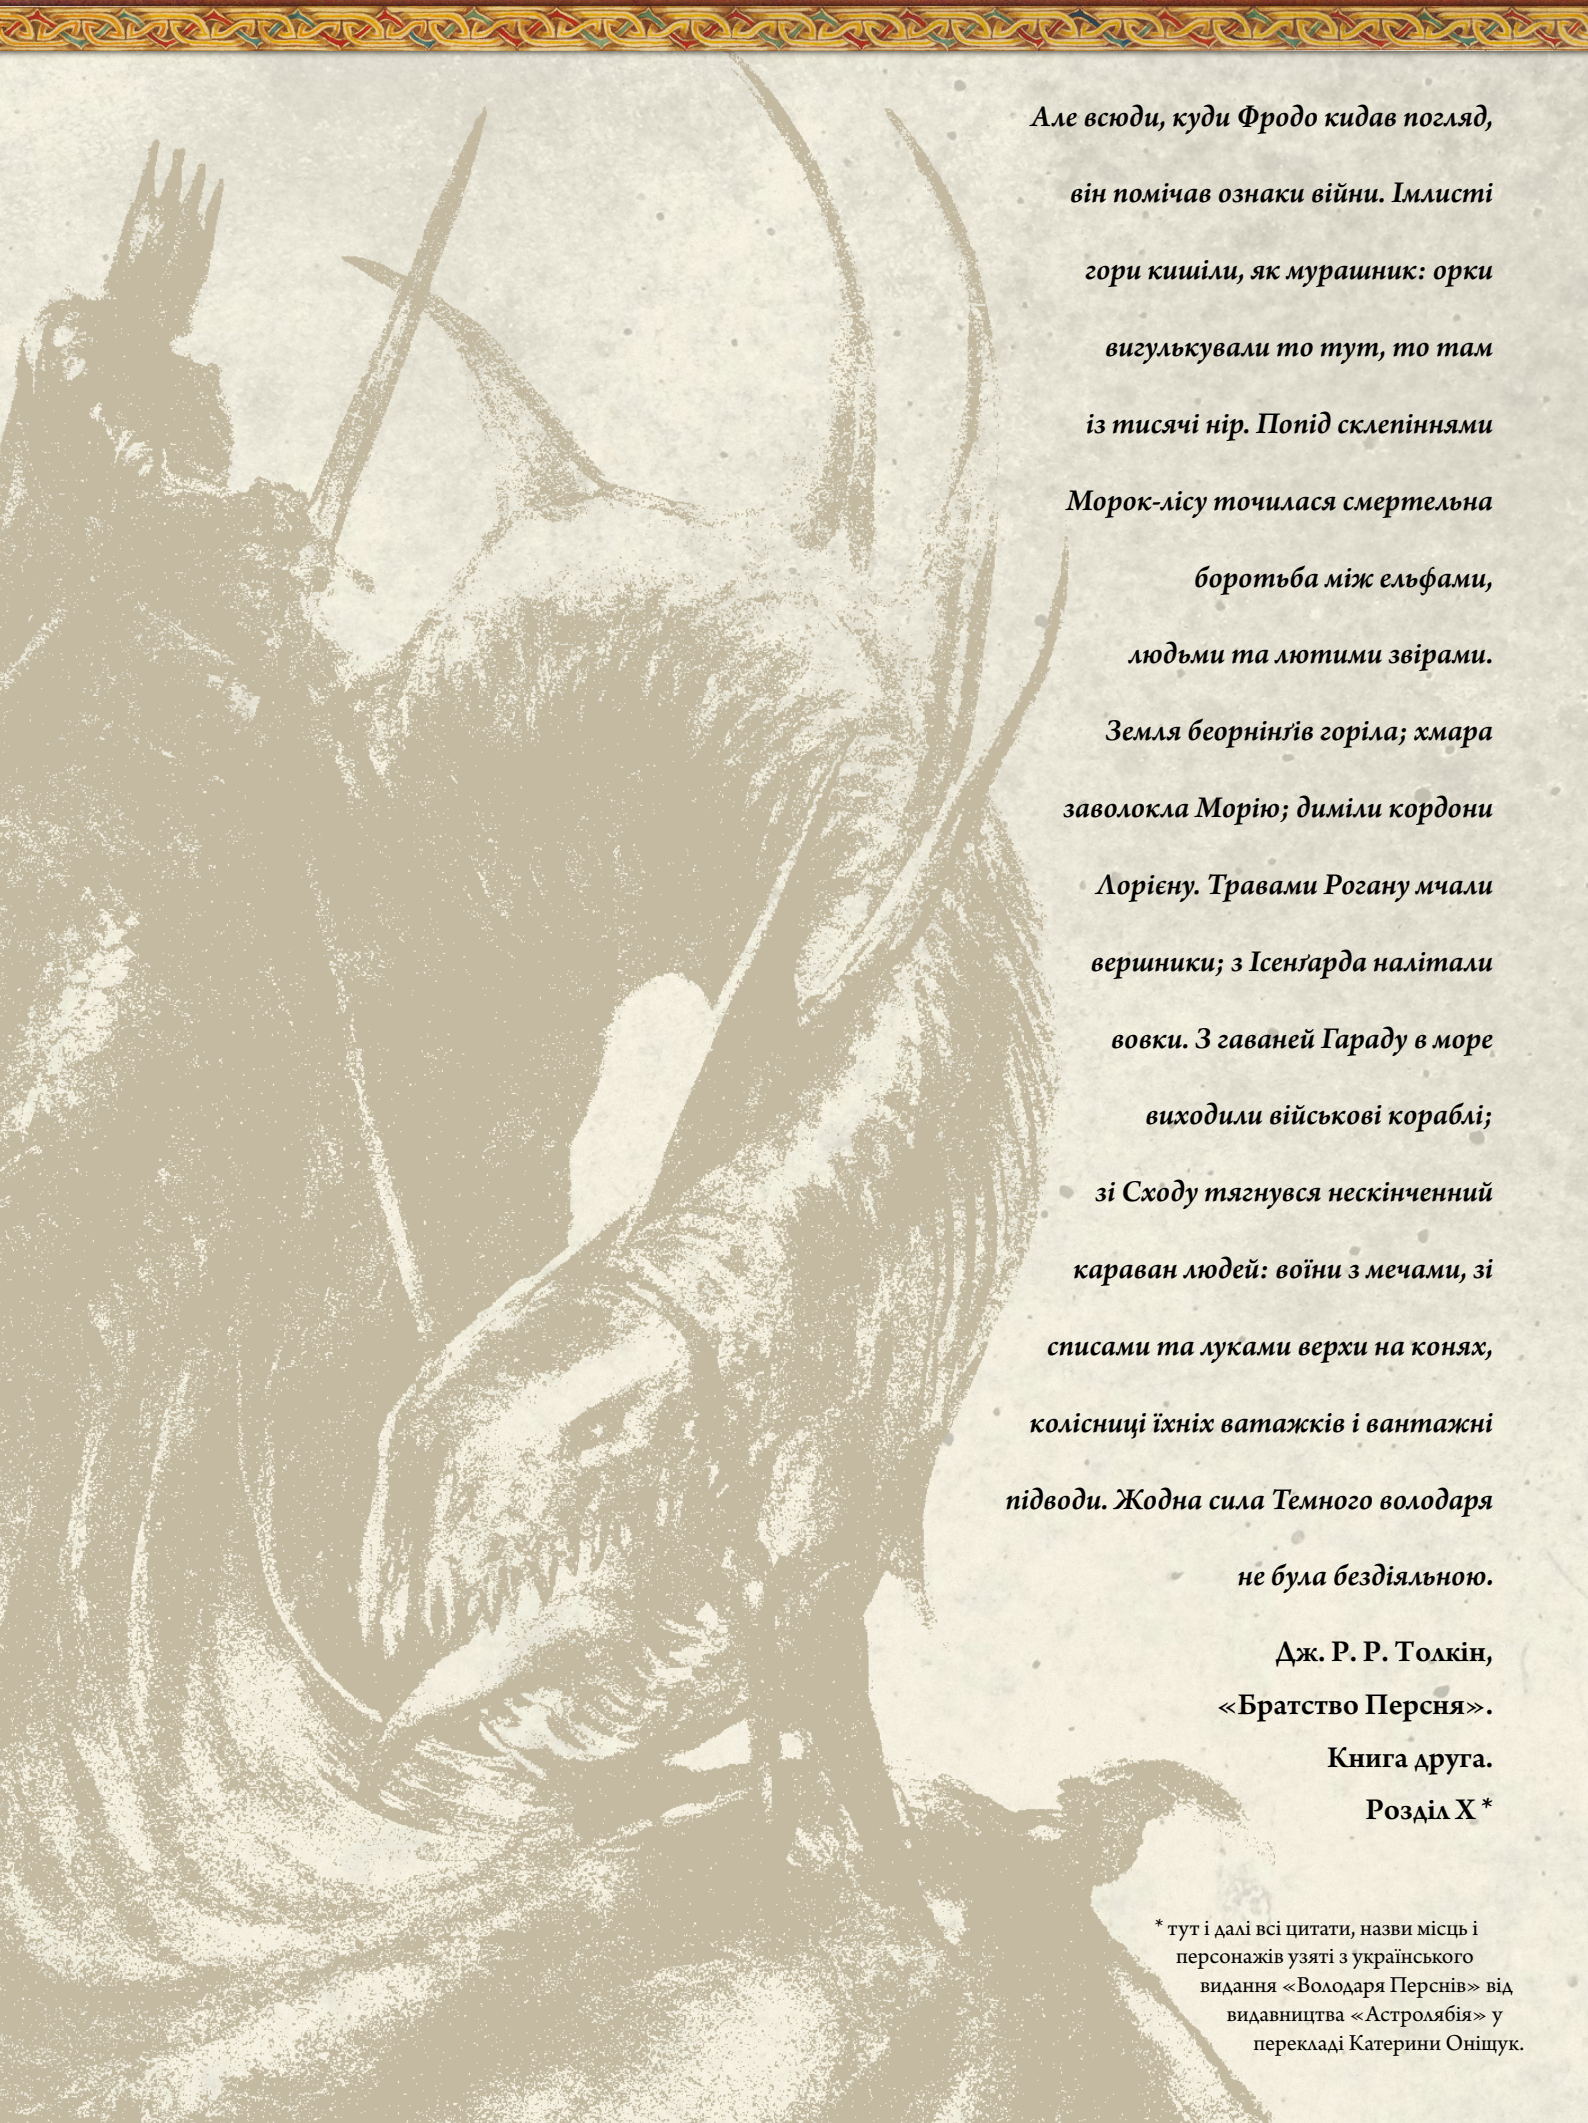 Але всюди, куди Фродо кидав погляд,
він помічав ознаки війни. Імлисті
гори кишіли, як мурашник: орки
вигулькували то тут, то там
із тисячі нір. Попід склепіннями
Морок-лісу точилася смертельна
боротьба між ельфами,
людьми та лютими звірами.
Земля беорнінґів горіла; хмара
заволокла Морію; диміли кордони
Лорієну. Травами Рогану мчали
вершники; з Ісенґарда налітали
вовки. З гаваней Гараду в море
виходили військові кораблі;
зі Сходу тягнувся нескінченний
караван людей: воїни з мечами, зі
списами та луками верхи на конях,
колісниці їхніх ватажків і вантажні
підводи. Жодна сила Темного володаря
не була бездіяльною.
Дж. Р. Р. Толкін,
«Братство Персня».
Книга друга.
Розділ X *
* тут і далі всі цитати, назви місць і
персонажів узяті з українського
видання «Володаря Перснів» від
видавництва «Астролябія» у
перекладі Катерини Оніщук.